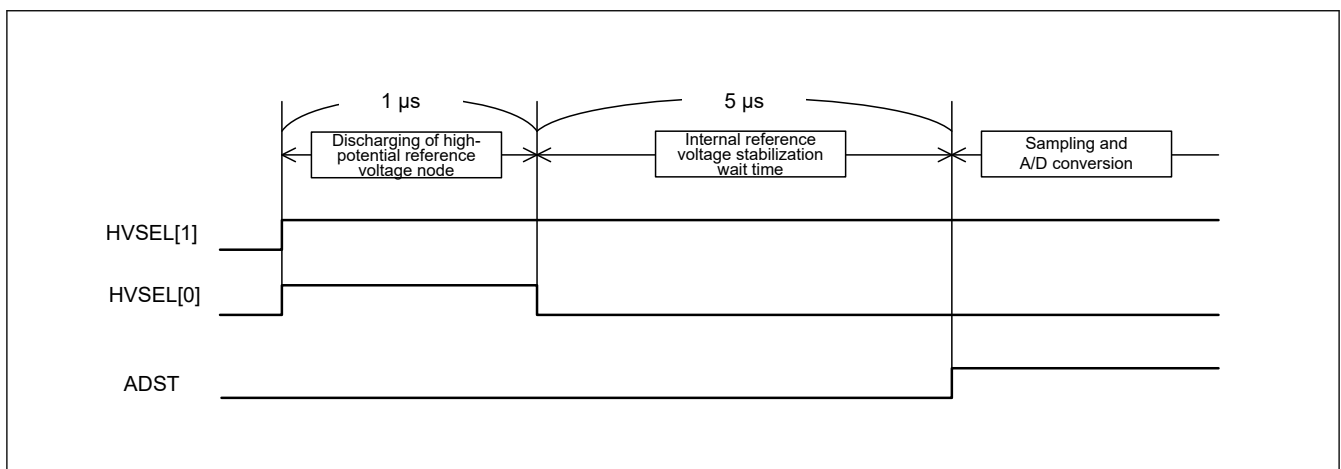 1 µs
5 µs
Discharging of high-
potential reference
voltage node
Internal reference
voltage stabilization
wait time
Sampling and
A/D conversion
HVSEL[1]
HVSEL[0]
ADST